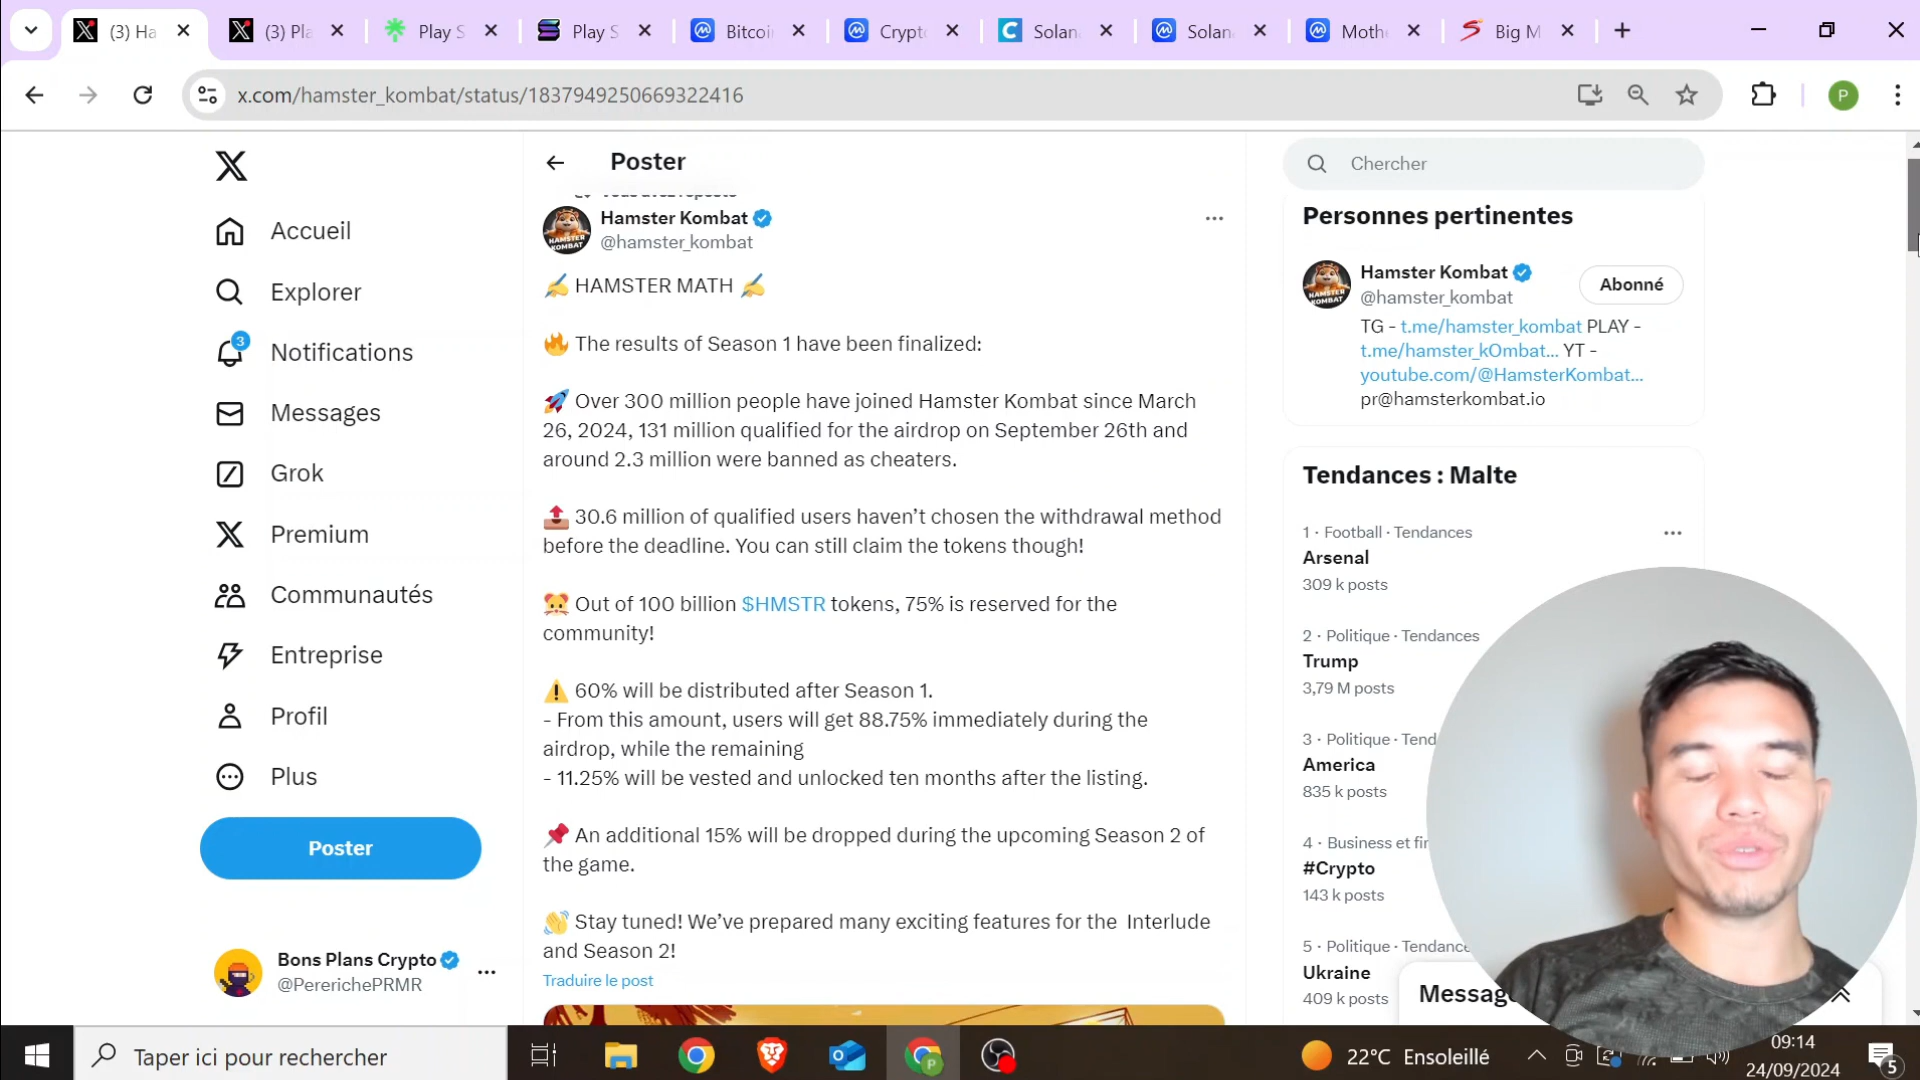 (3) Ha
(3) Pla
Play S
Play S
Bitcoi
Crypt
Solan
Solan
Moth
Big M
x.com/hamster_kombat/status/1837949250669322416
P
Poster
Chercher
Hamster Kombat
@hamster_kombat
HAMSTER MATH
The results of Season 1 have been finalized:
Over 300 million people have joined Hamster Kombat since March
26, 2024, 131 million qualified for the airdrop on September 26th and
around 2.3 million were banned as cheaters.
30.6 million of qualified users haven’t chosen the withdrawal method
before the deadline. You can still claim the tokens though!
Out of 100 billion $HMSTR tokens, 75% is reserved for the
community!
60% will be distributed after Season 1.
- From this amount, users will get 88.75% immediately during the
airdrop, while the remaining
- 11.25% will be vested and unlocked ten months after the listing.
An additional 15% will be dropped during the upcoming Season 2 of
the game.
Stay tuned! We’ve prepared many exciting features for the Interlude
and Season 2!
Traduire le post
Accueil
Explorer
3
Notifications
Messages
Grok
Premium
Communautés
Entreprise
Profil
Plus
Poster
Bons Plans Crypto
@PererichePRMR
Personnes pertinentes
Hamster Kombat
@hamster_kombat
Abonné
TG - t.me/hamster_kombat PLAY -
t.me/hamster_kOmbat… YT -
youtube.com/@HamsterKombat…
pr@hamsterkombat.io
Tendances : Malte
1 · Football · Tendances
Arsenal
309 k posts
2 · Politique · Tendances
Trump
3,79 M posts
3 · Politique · Tend
America
835 k posts
4 · Business et fin
#Crypto
143 k posts
5 · Politique · Tendance
Ukraine
409 k posts
Message
Taper ici pour rechercher
22°C Ensoleillé
09:14
24/09/2024
5